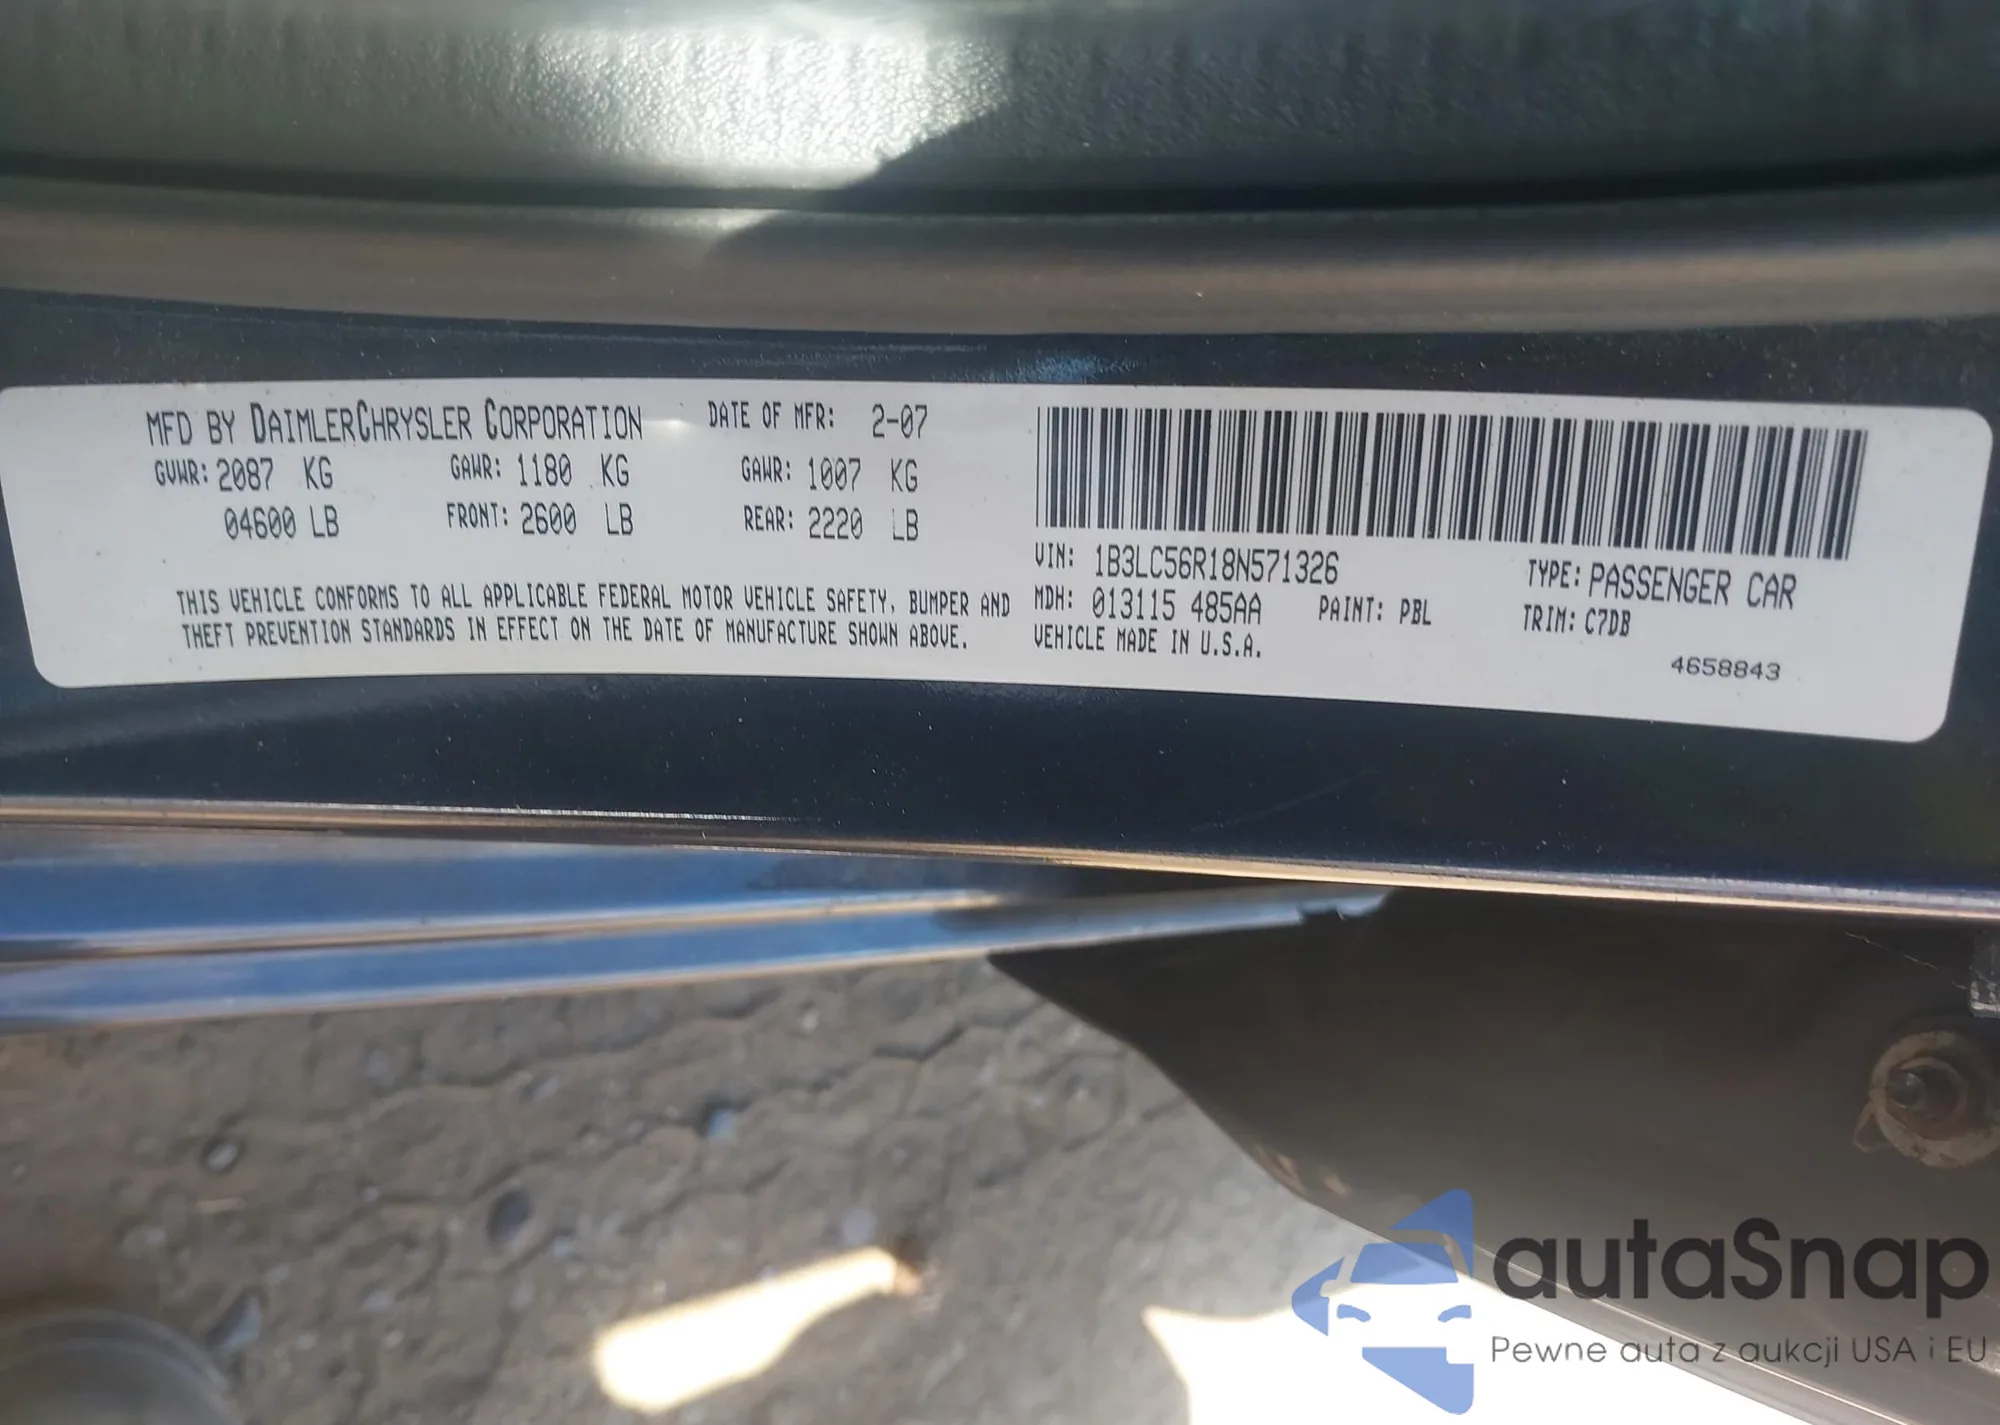 MFD BY DAIMLERCHRYSLER CORPORATION DATE OF MFR: 2-07
GVWR: 2087 KG GAWR: 1180 KG GAWR: 1007 KG
04600 LB FRONT: 2600 LB REAR: 2220 LB
THIS VEHICLE CONFORMS TO ALL APPLICABLE FEDERAL MOTOR VEHICLE SAFETY, BUMPER AND
THEFT PREVENTION STANDARDS IN EFFECT ON THE DATE OF MANUFACTURE SHOWN ABOVE.
VIN: 1B3LC56R18N571326 TYPE: PASSENGER CAR
MDH: 013115 485AA PAINT: PBL TRIM: C7DB
VEHICLE MADE IN U.S.A.
4658843
autaSnap
Pewne auta z aukcji USA i EU